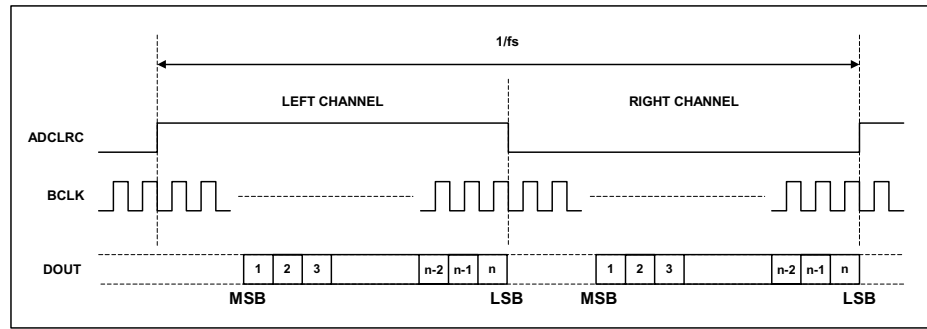 1/fs
LEFT CHANNEL RIGHT CHANNEL
ADCLRC
BCLK
DOUT 1 2 3 n-2 n-1 n 1 2 3 n-2 n-1 n
MSB LSB MSB LSB